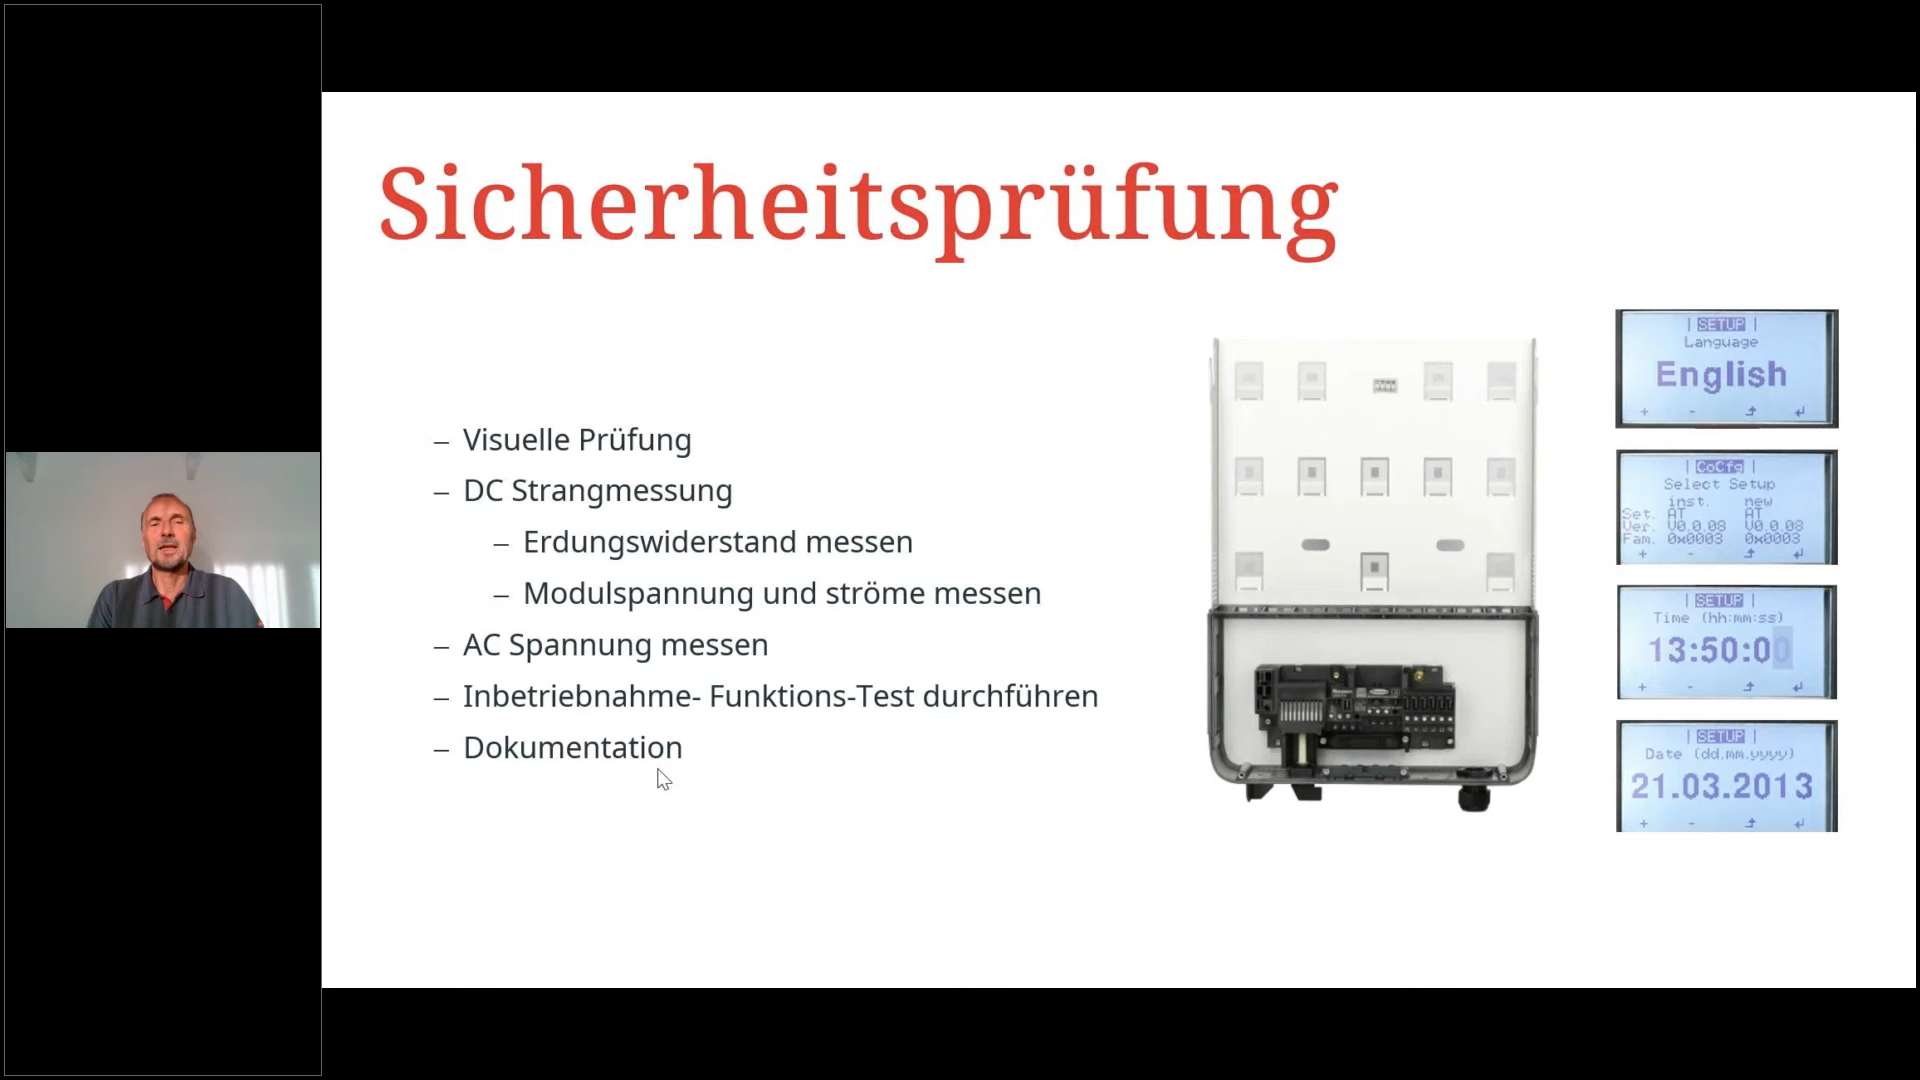 Sicherheitsprüfung
– Visuelle Prüfung
– DC Strangmessung
– Erdungswiderstand messen
– Modulspannung und ströme messen
– AC Spannung messen
– Inbetriebnahme- Funktions-Test durchführen
– Dokumentation
| SETUP |
Language
English
+ -
| CoCfg |
Select Setup
inst. new
Set. AT AT
Ver. V0.0.08 V0.0.08
Fam. 0x0003 0x0003
+ -
| SETUP |
Time (hh:mm:ss)
13:50:00
+ -
| SETUP |
Date (dd.mm.yyyy)
21.03.2013
+ -